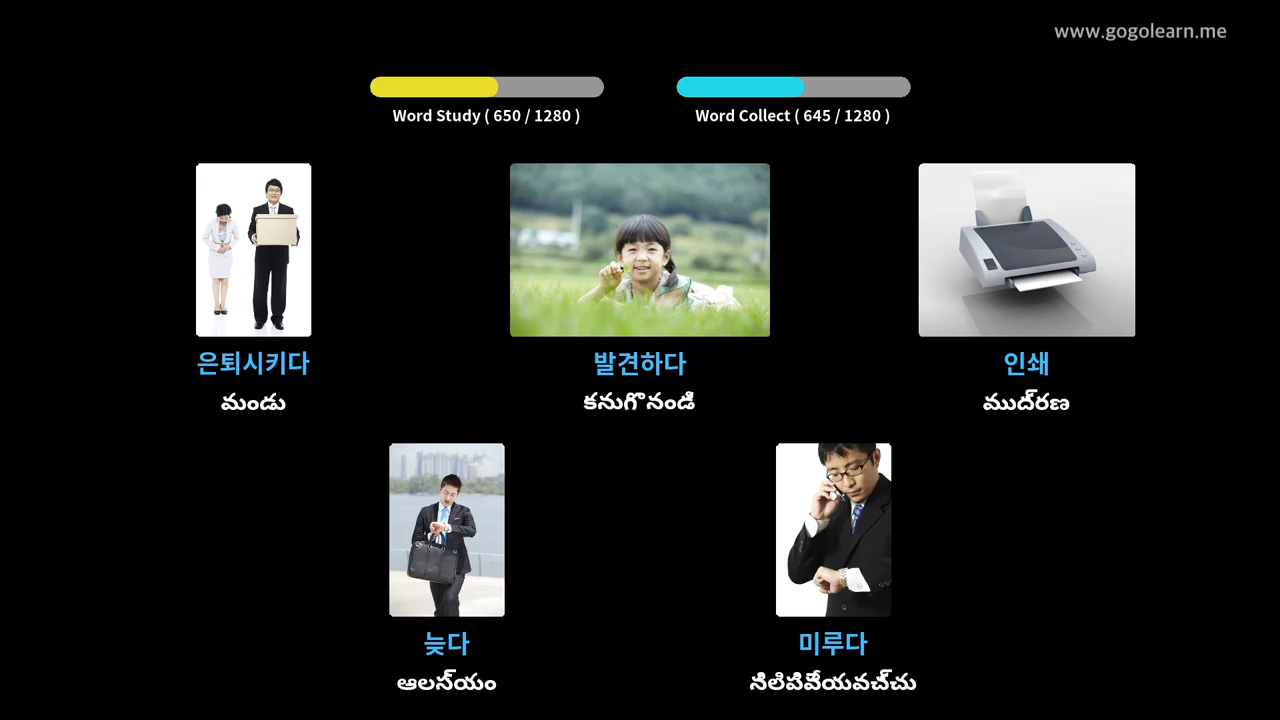 www.gogolearn.me
Word Study ( 650 / 1280 )
Word Collect ( 645 / 1280 )
은퇴시키다
발견하다
인쇄
మండు
కనుగొనండి
ముద్రణ
늦다
미루다
ఆలస్యం
నిలిపివేయవచ్చు